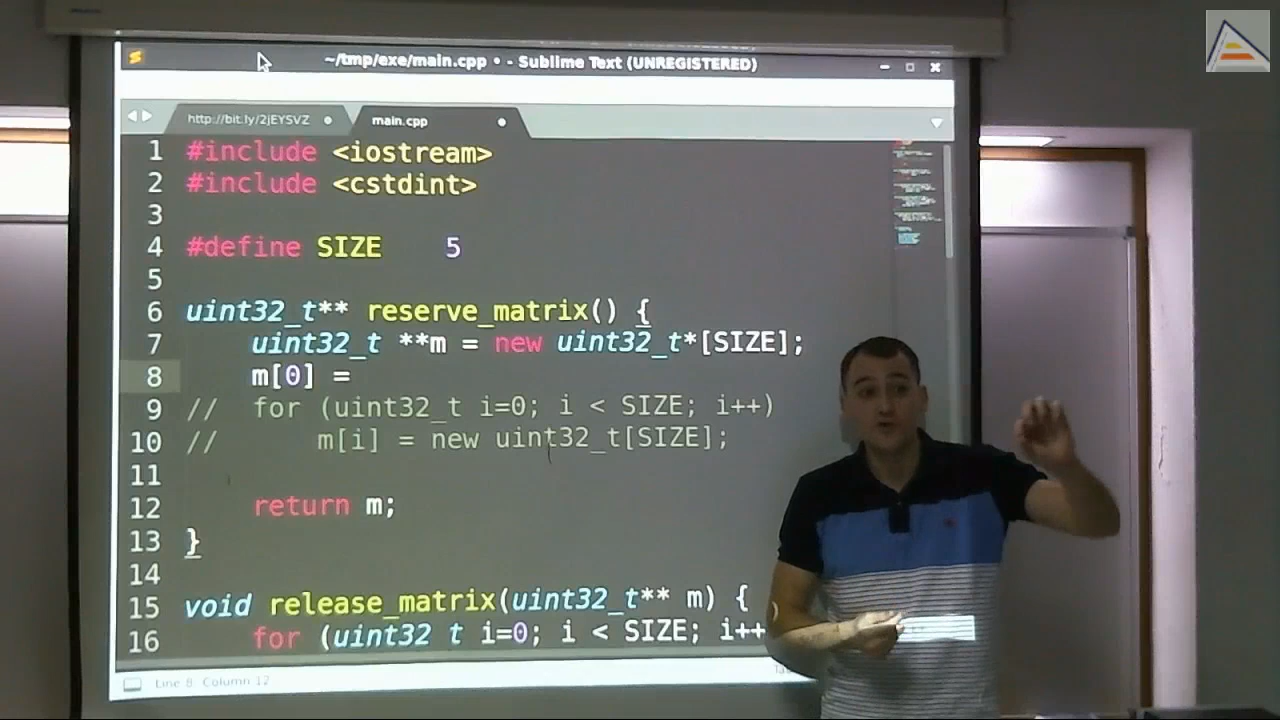 ~/tmp/exe/main.cpp • - Sublime Text (UNREGISTERED)
http://bit.ly/2jEYSVZ
main.cpp
1 #include <iostream>
2 #include <cstdint>
3
4 #define SIZE 5
5
6 uint32_t** reserve_matrix() {
7 uint32_t **m = new uint32_t*[SIZE];
8 m[0] =
9 // for (uint32_t i=0; i < SIZE; i++)
10 // m[i] = new uint32_t[SIZE];
11
12 return m;
13 }
14
15 void release_matrix(uint32_t** m) {
16 for (uint32_t i=0; i < SIZE; i++
Line 8, Column 12